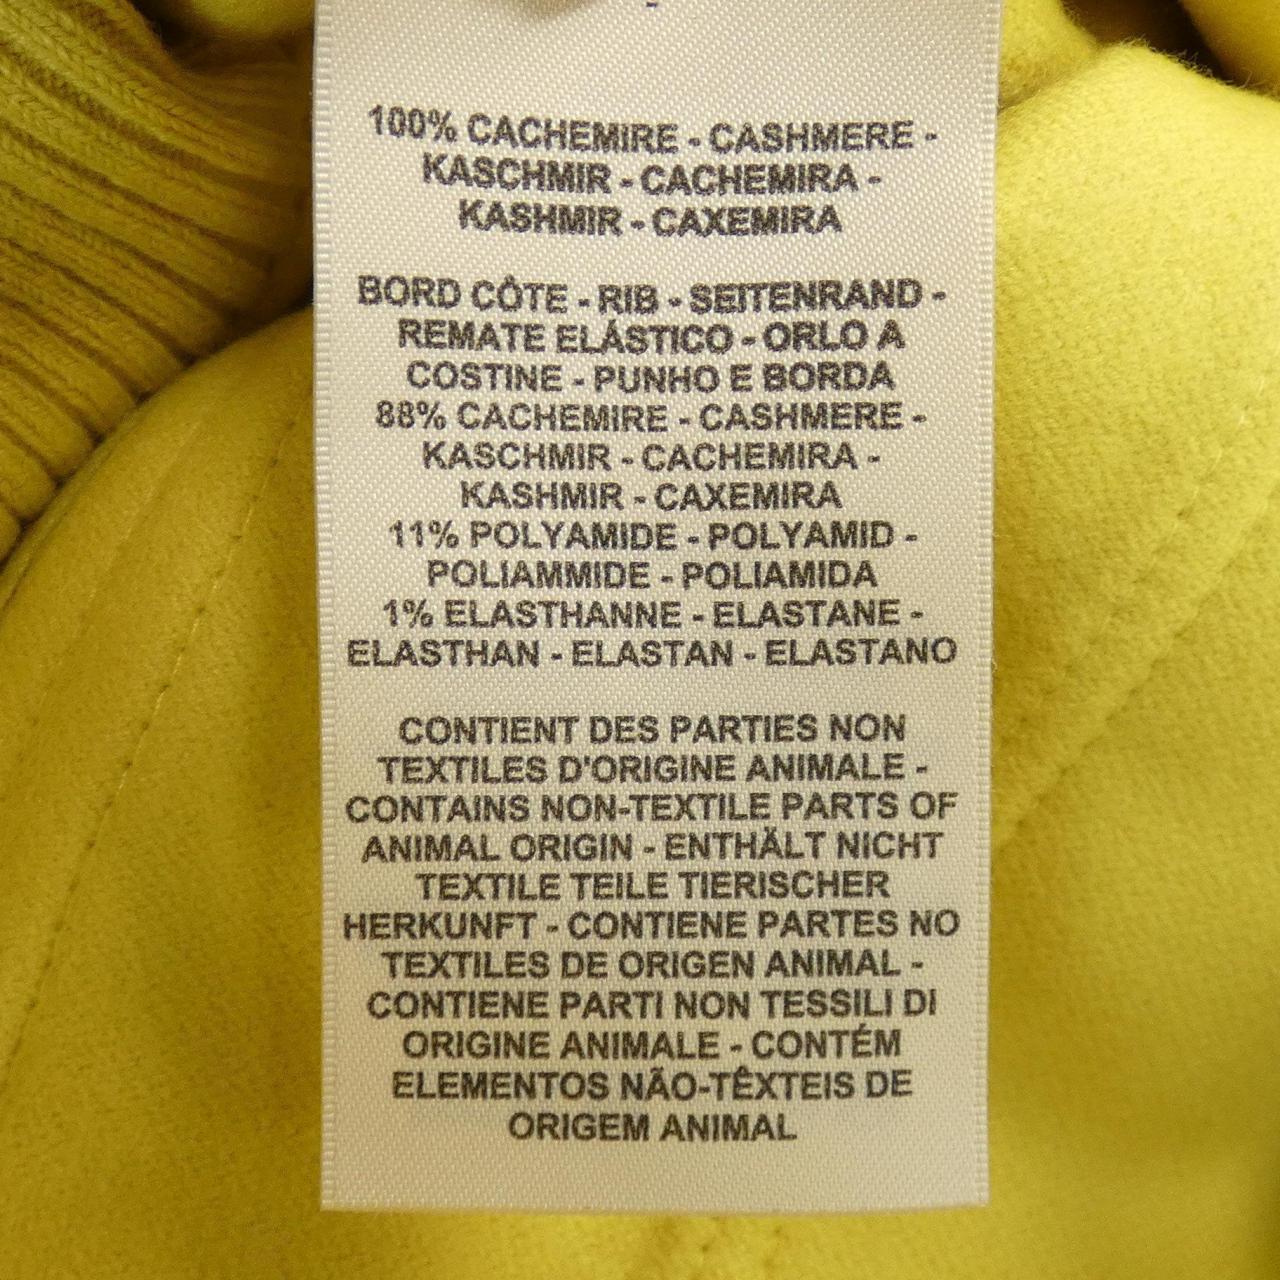 100% CACHEMIRE - CASHMERE -
KASCHMIR - CACHEMIRA -
KASHMIR - CAXEMIRA
BORD CÔTE - RIB - SEITENRAND -
REMATE ELÁSTICO - ORLO A
COSTINE - PUNHO E BORDA
88% CACHEMIRE - CASHMERE -
KASCHMIR - CACHEMIRA -
KASHMIR - CAXEMIRA
11% POLYAMIDE - POLYAMID -
POLIAMMIDE - POLIAMIDA
1% ELASTHANNE - ELASTANE -
ELASTHAN - ELASTAN - ELASTANO
CONTIENT DES PARTIES NON
TEXTILES D'ORIGINE ANIMALE -
CONTAINS NON-TEXTILE PARTS OF
ANIMAL ORIGIN - ENTHÄLT NICHT
TEXTILE TEILE TIERISCHER
HERKUNFT - CONTIENE PARTES NO
TEXTILES DE ORIGEN ANIMAL -
CONTIENE PARTI NON TESSILI DI
ORIGINE ANIMALE - CONTÉM
ELEMENTOS NÃO-TÊXTEIS DE
ORIGEM ANIMAL